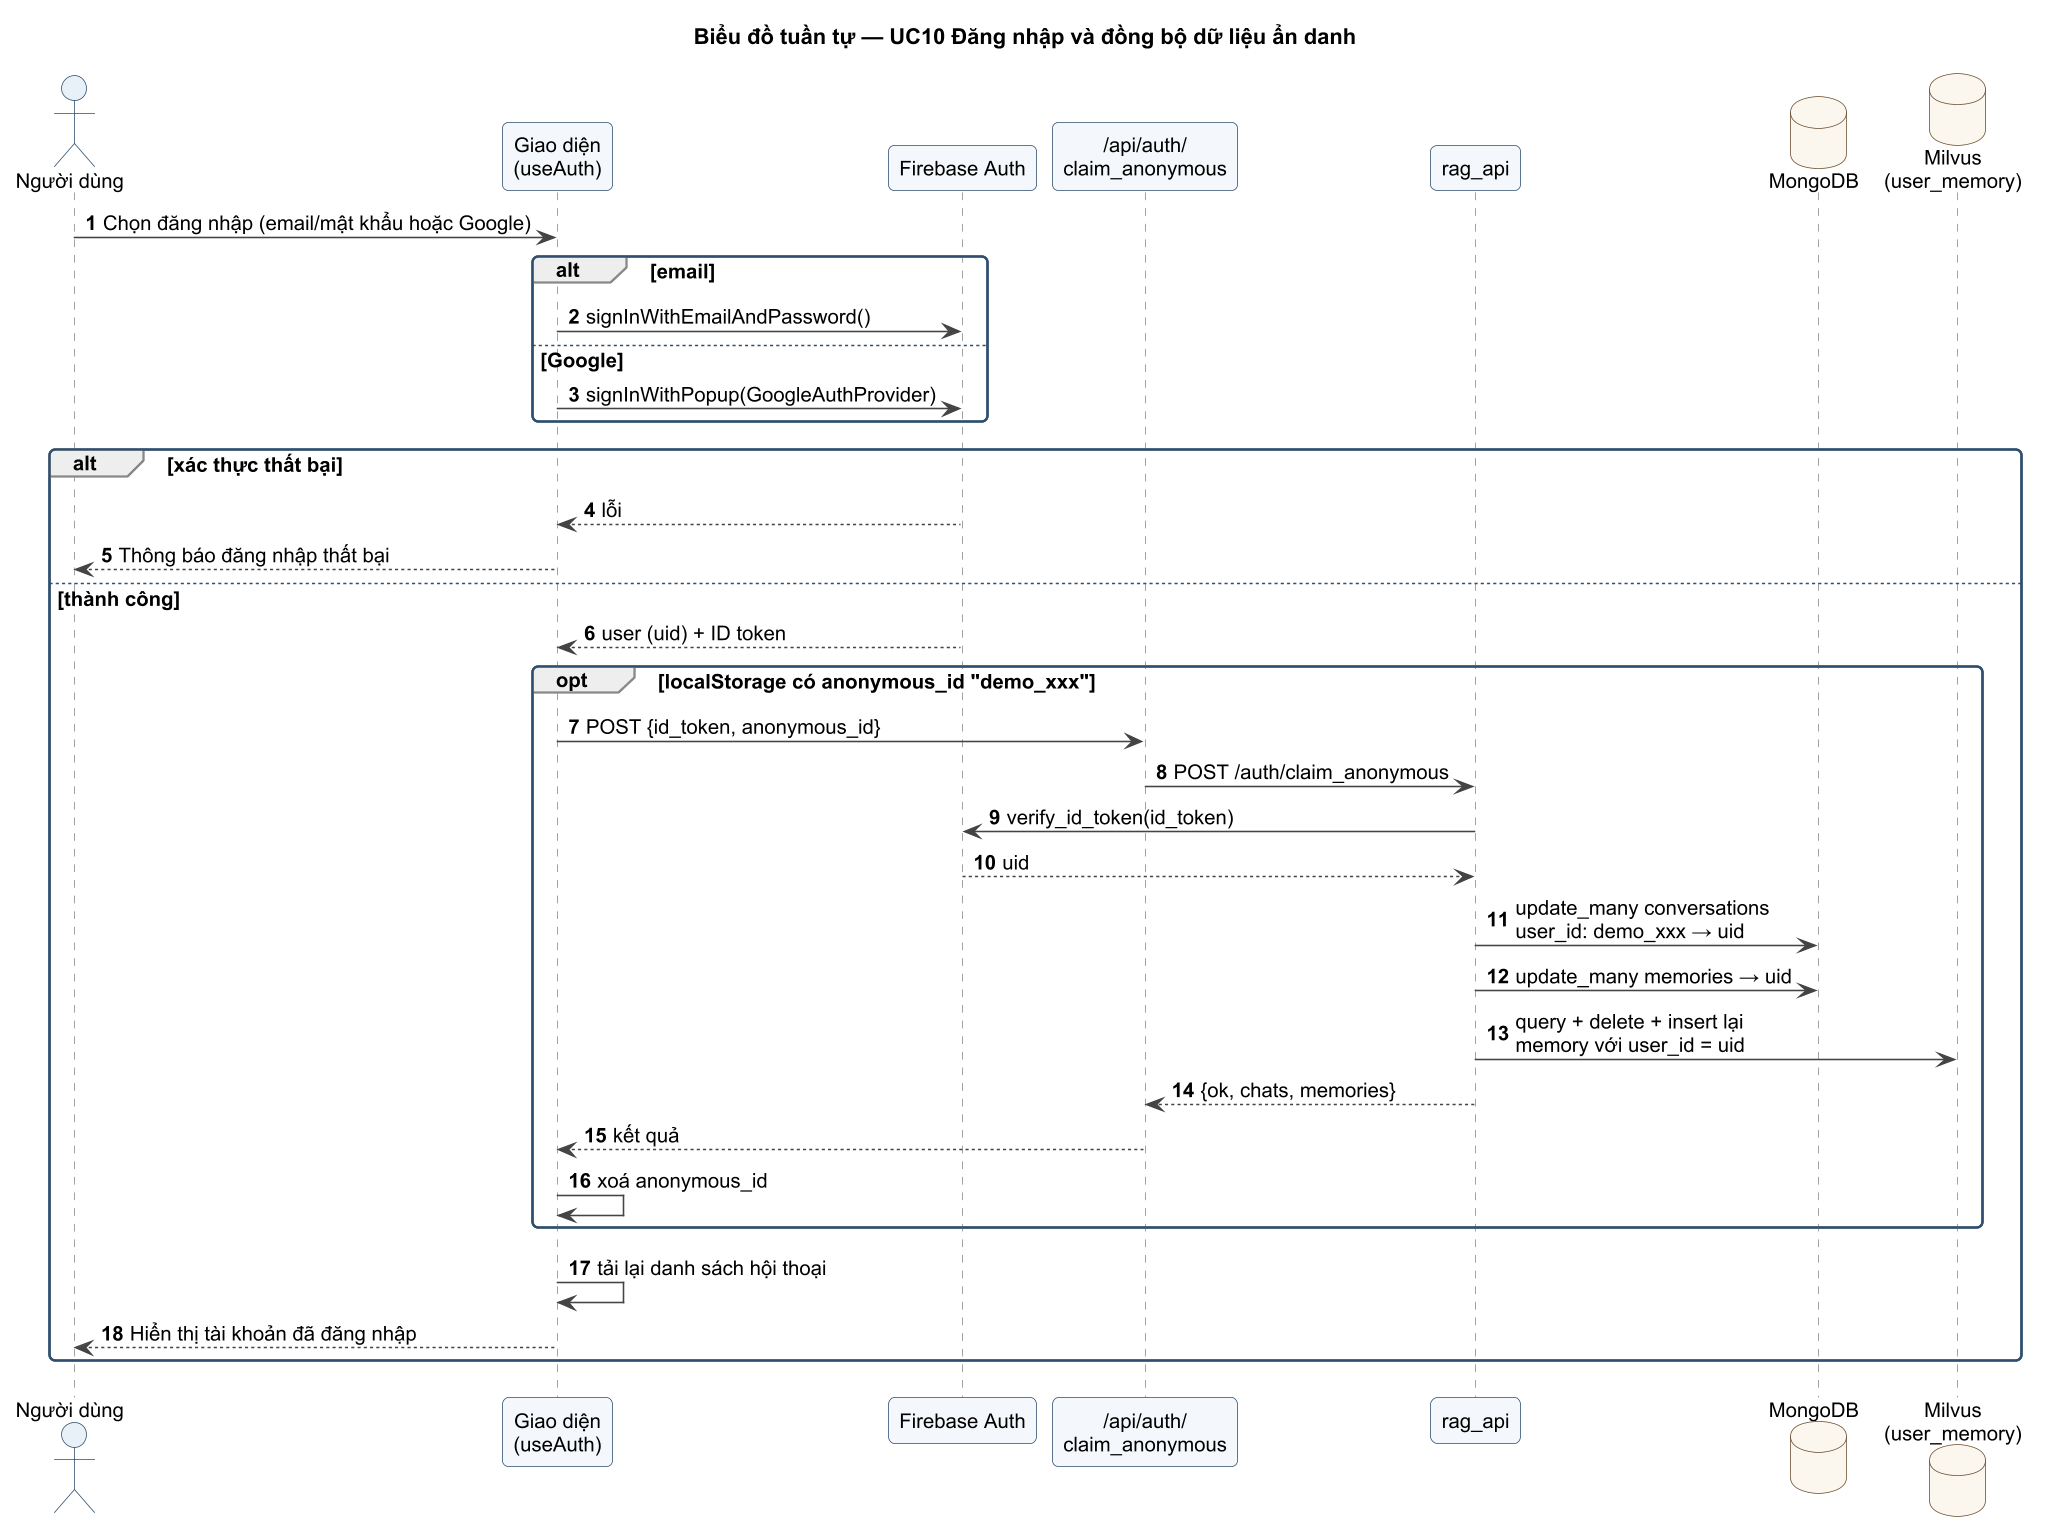 Biểu đồ tuần tự — UC10 Đăng nhập và đồng bộ dữ liệu ẩn danh
Người dùng
Giao diện
(useAuth)
Firebase Auth
/api/auth/
claim_anonymous
rag_api
MongoDB
Milvus
(user_memory)
1 Chọn đăng nhập (email/mật khẩu hoặc Google)
alt [email]
2 signInWithEmailAndPassword()
[Google]
3 signInWithPopup(GoogleAuthProvider)
alt [xác thực thất bại]
4 lỗi
5 Thông báo đăng nhập thất bại
[thành công]
6 user (uid) + ID token
opt [localStorage có anonymous_id "demo_xxx"]
7 POST {id_token, anonymous_id}
8 POST /auth/claim_anonymous
9 verify_id_token(id_token)
10 uid
11 update_many conversations
user_id: demo_xxx → uid
12 update_many memories → uid
13 query + delete + insert lại
memory với user_id = uid
14 {ok, chats, memories}
15 kết quả
16 xoá anonymous_id
17 tải lại danh sách hội thoại
18 Hiển thị tài khoản đã đăng nhập
Người dùng
Giao diện
(useAuth)
Firebase Auth
/api/auth/
claim_anonymous
rag_api
MongoDB
Milvus
(user_memory)